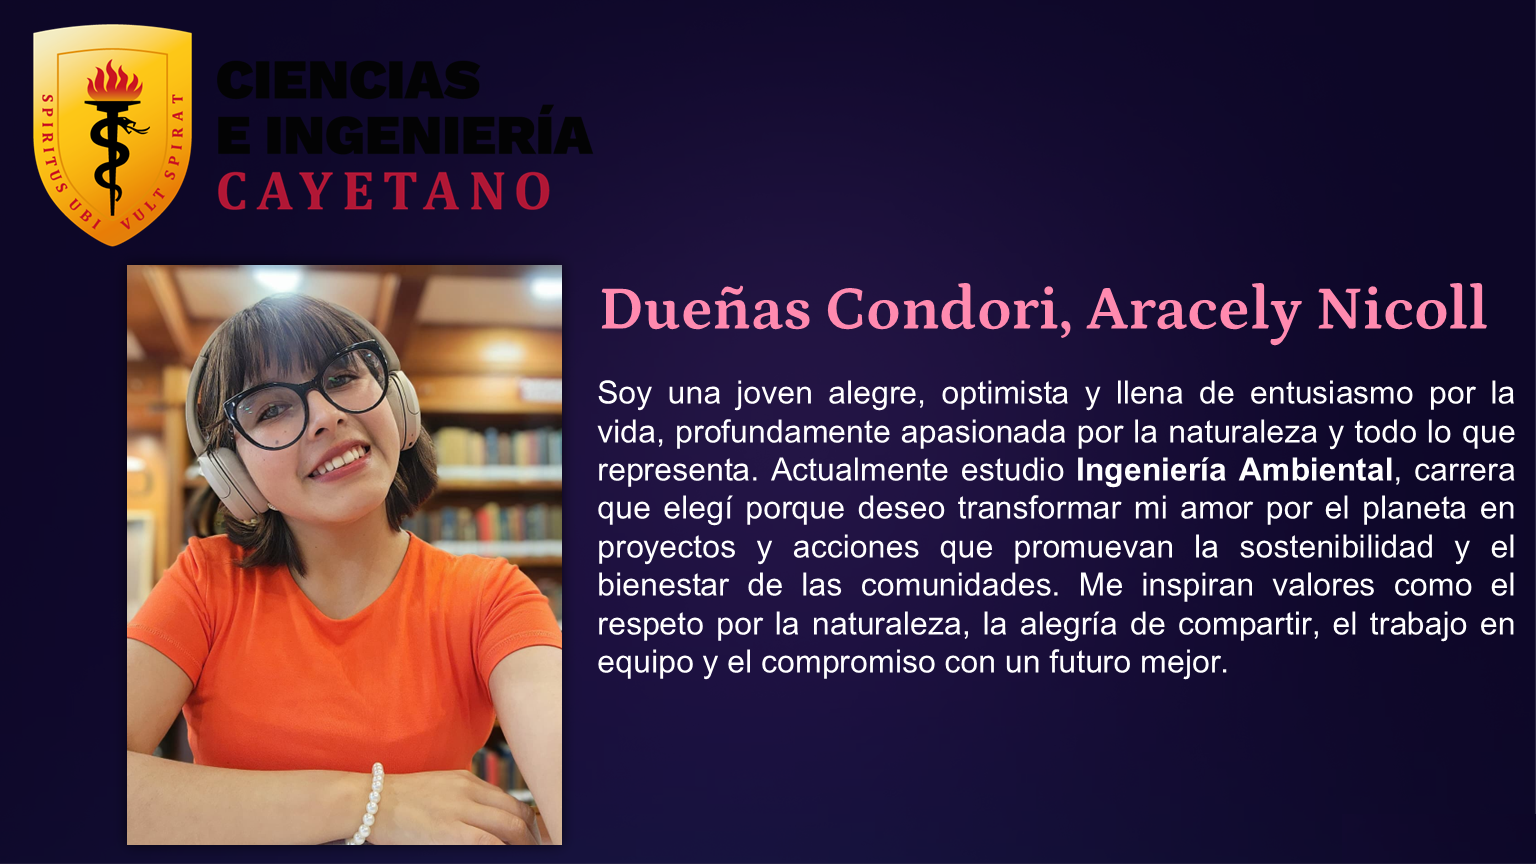 SPIRITUS UBI VULT SPIRAT
CIENCIAS
E INGENIERÍA
CAYETANO
Dueñas Condori, Aracely Nicoll
Soy una joven alegre, optimista y llena de entusiasmo por la
vida, profundamente apasionada por la naturaleza y todo lo que
representa. Actualmente estudio Ingeniería Ambiental, carrera
que elegí porque deseo transformar mi amor por el planeta en
proyectos y acciones que promuevan la sostenibilidad y el
bienestar de las comunidades. Me inspiran valores como el
respeto por la naturaleza, la alegría de compartir, el trabajo en
equipo y el compromiso con un futuro mejor.